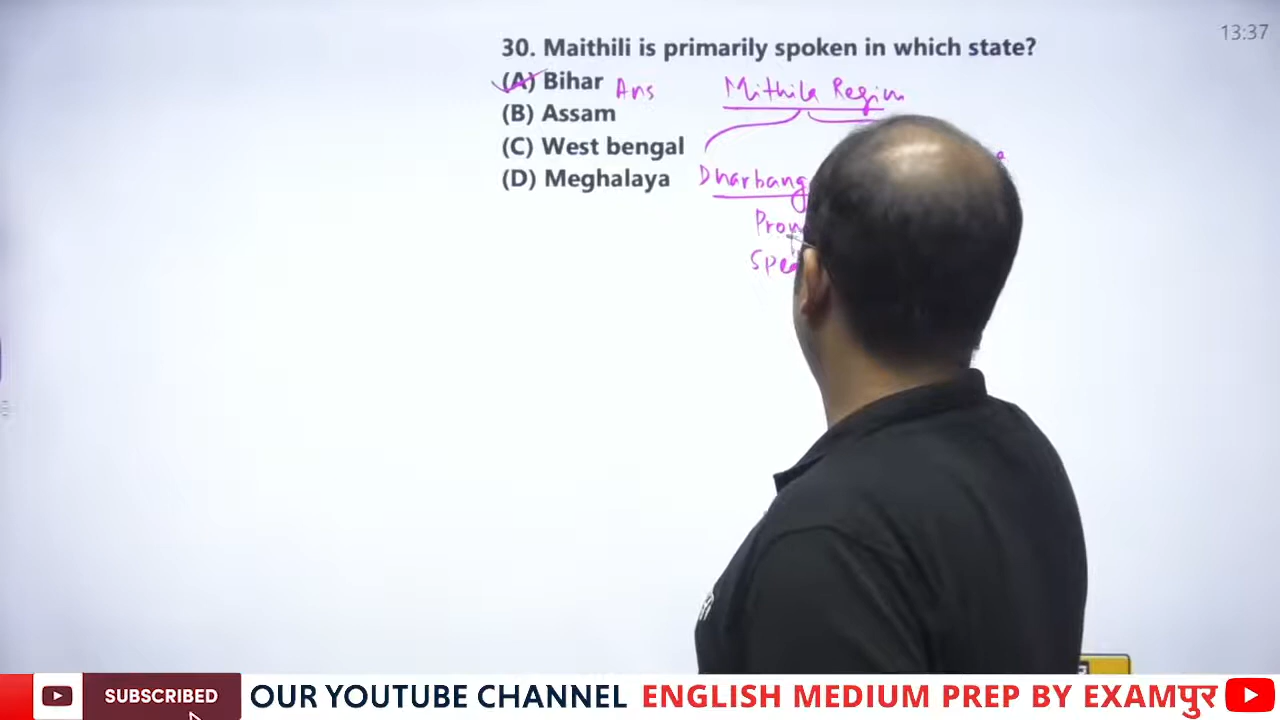 13:37
30. Maithili is primarily spoken in which state?
(A) Bihar Ans
(B) Assam
(C) West bengal
(D) Meghalaya
Mithila Region
Dharbang
SUBSCRIBED
OUR YOUTUBE CHANNEL ENGLISH MEDIUM PREP BY EXAMपुर